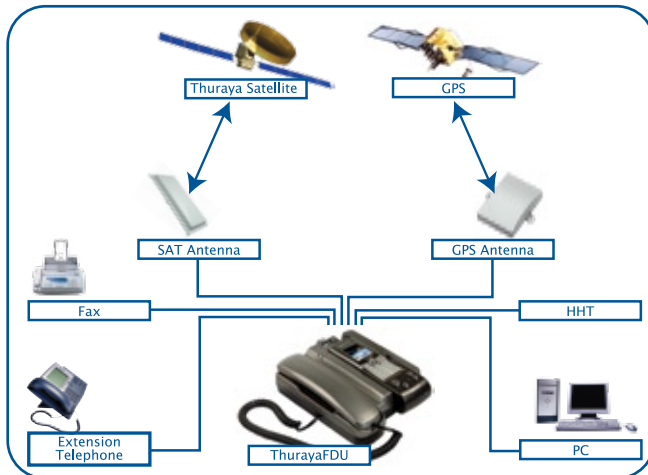 Thuraya Satellite
GPS
SAT Antenna
GPS Antenna
Fax
HHT
Extension
Telephone
ThurayaFDU
PC